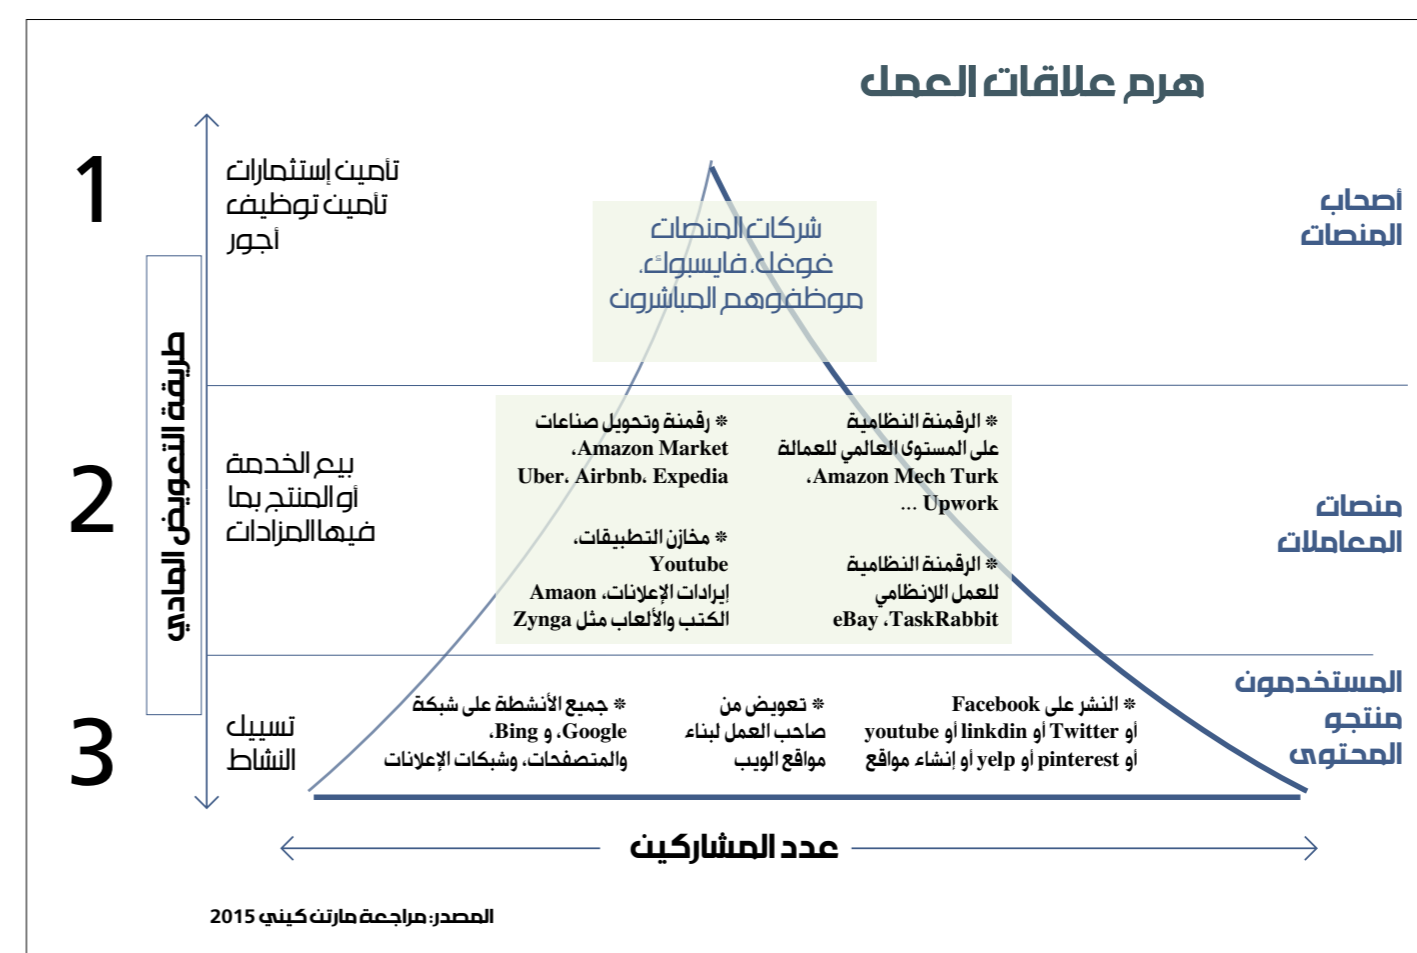 هرم علاقات العمل
1
تأمين إستثمارات
تأمين توظيف
أجور
شركات المنصات
غوغل، فايسبوك،
موظفوهم المباشرون
أصحاب
المنصات
طريقة التعويض المادي
2
بيع الخدمة
أو المنتج بما
فيها المزادات
* الرقمنة النظامية
على المستوى العالمي للعمالة
Amazon Mech Turk،
Upwork ...
* الرقمنة النظامية
للعمل اللانظامي
eBay ،TaskRabbit
* رقمنة وتحويل صناعات
Amazon Market،
Uber، Airbnb، Expedia
* مخازن التطبيقات،
Youtube
إيرادات الإعلانات، Amaon
الكتب والألعاب مثل Zynga
منصات
المعاملات
3
تسييل
النشاط
* النشر على Facebook
أو Twitter أو linkdin أو youtube
أو pinterest أو yelp أو إنشاء مواقع
* تعويض من
صاحب العمل لبناء
مواقع الويب
* جميع الأنشطة على شبكة
Google، و Bing،
والمتصفحات، وشبكات الإعلانات
المستخدمون
منتجو
المحتوى
عدد المشاركين
المصدر: مراجعة مارتن كيني 2015